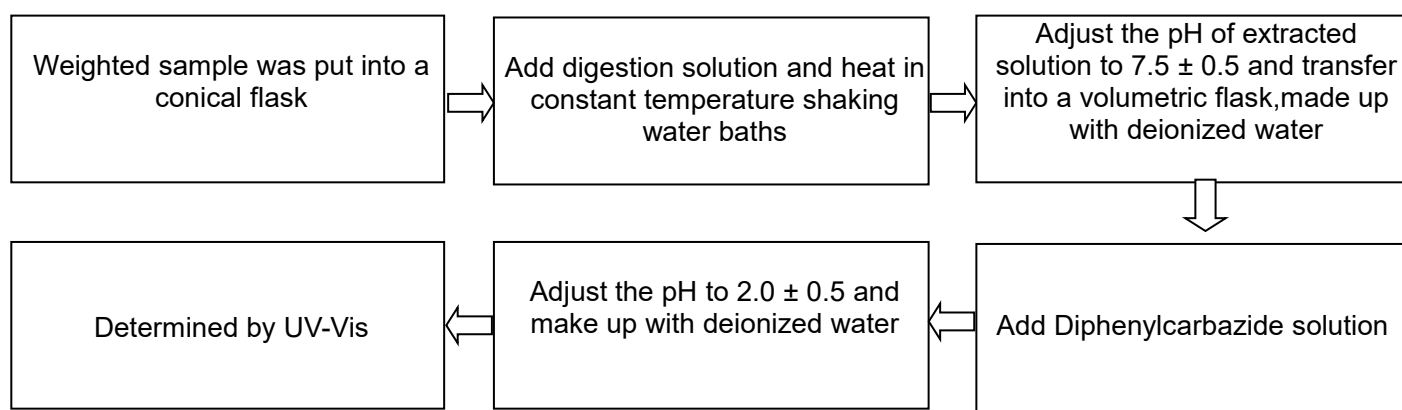 Weighted sample was put into a
conical flask
Add digestion solution and heat in
constant temperature shaking
water baths
Adjust the pH of extracted
solution to 7.5 ± 0.5 and transfer
into a volumetric flask,made up
with deionized water
Add Diphenylcarbazide solution
Adjust the pH to 2.0 ± 0.5 and
make up with deionized water
Determined by UV-Vis